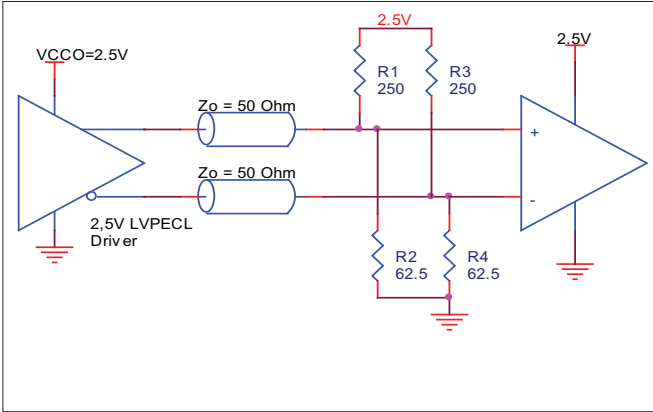 2.5V
2.5V
VCCO=2.5V
R1
250
R3
250
Zo = 50 Ohm
+
Zo = 50 Ohm
-
2,5V LVPECL
Driver
R2
62.5
R4
62.5